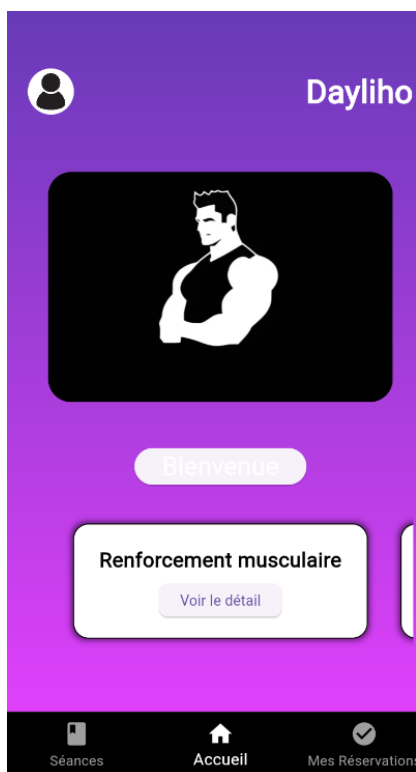 Dayliho
Bienvenue
Renforcement musculaire
Voir le détail
Séances
Accueil
Mes Réservations